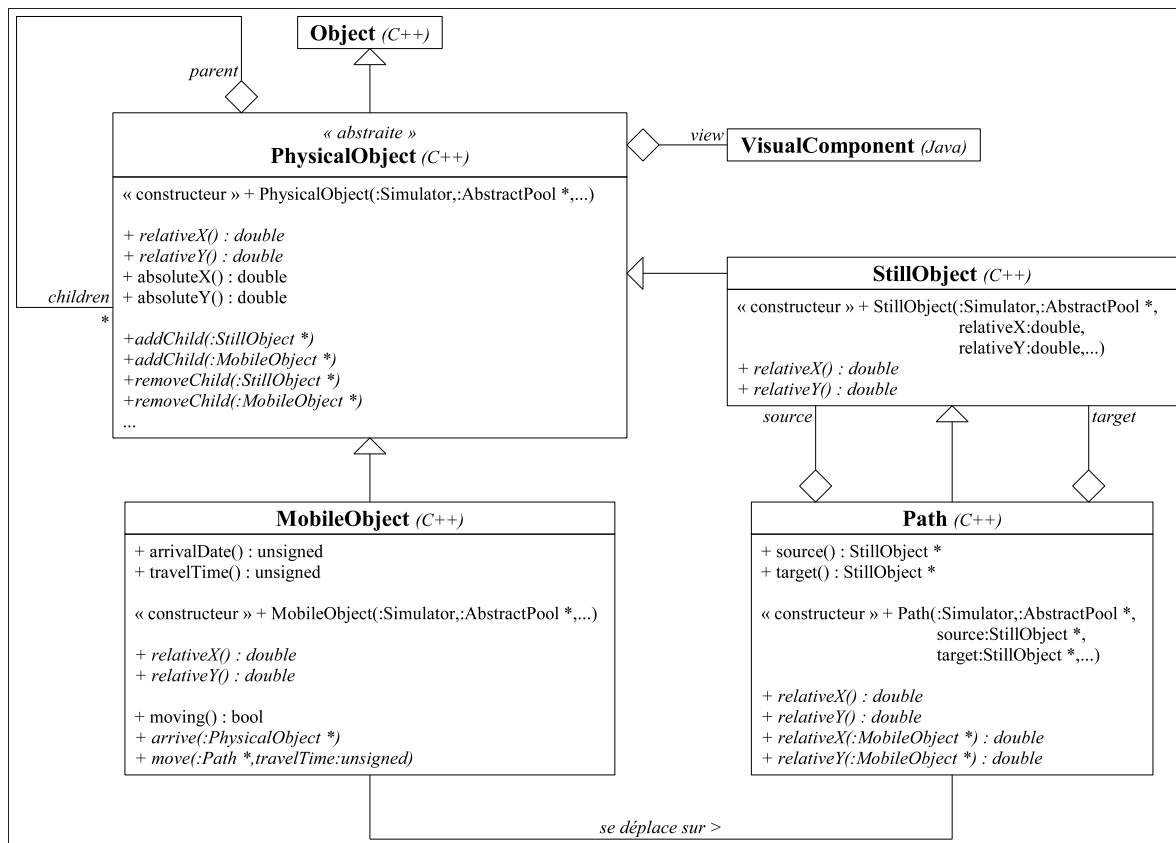 Object (C++)
parent
« abstraite »
PhysicalObject (C++)
« constructeur » + PhysicalObject(:Simulator,:AbstractPool *,...)
+ relativeX() : double
+ relativeY() : double
+ absoluteX() : double
+ absoluteY() : double
+addChild(:StillObject *)
+addChild(:MobileObject *)
+removeChild(:StillObject *)
+removeChild(:MobileObject *)
...
children
*
view
VisualComponent (Java)
StillObject (C++)
« constructeur » + StillObject(:Simulator,:AbstractPool *,
relativeX:double,
relativeY:double,...)
+ relativeX() : double
+ relativeY() : double
source
target
MobileObject (C++)
+ arrivalDate() : unsigned
+ travelTime() : unsigned
« constructeur » + MobileObject(:Simulator,:AbstractPool *,...)
+ relativeX() : double
+ relativeY() : double
+ moving() : bool
+ arrive(:PhysicalObject *)
+ move(:Path *,travelTime:unsigned)
Path (C++)
+ source() : StillObject *
+ target() : StillObject *
« constructeur » + Path(:Simulator,:AbstractPool *,
source:StillObject *,
target:StillObject *,...)
+ relativeX() : double
+ relativeY() : double
+ relativeX(:MobileObject *) : double
+ relativeY(:MobileObject *) : double
se déplace sur >